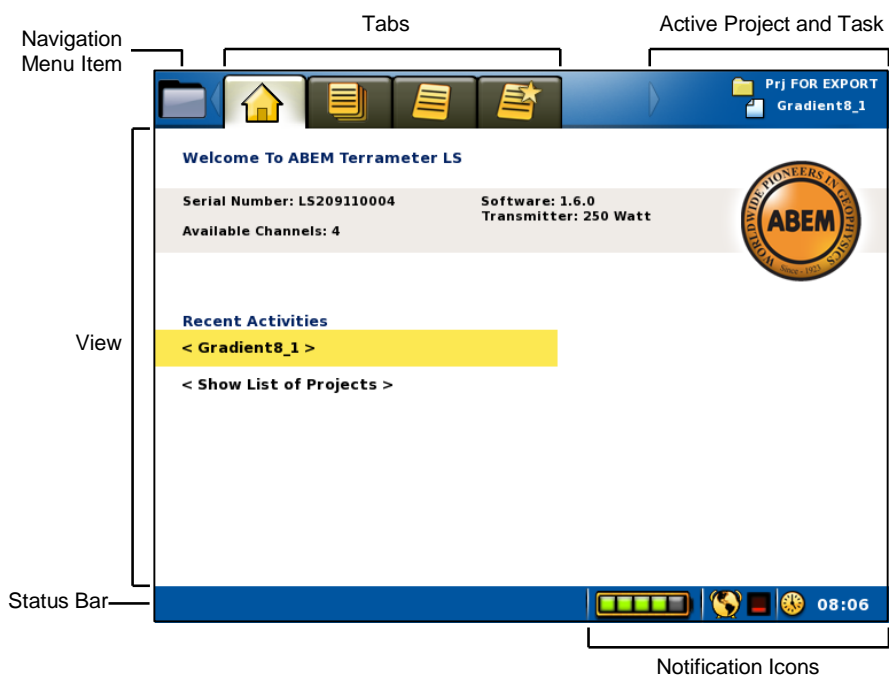 Tabs
Active Project and Task
Navigation
Menu Item
Prj FOR EXPORT
Gradient8_1
Welcome To ABEM Terrameter LS
Serial Number: LS209110004
Software: 1.6.0
Transmitter: 250 Watt
Available Channels: 4
WORLDWIDE PIONEERS IN GEOPHYSICS
ABEM
Since - 1923
View
Recent Activities
< Gradient8_1 >
< Show List of Projects >
Status Bar
08:06
Notification Icons